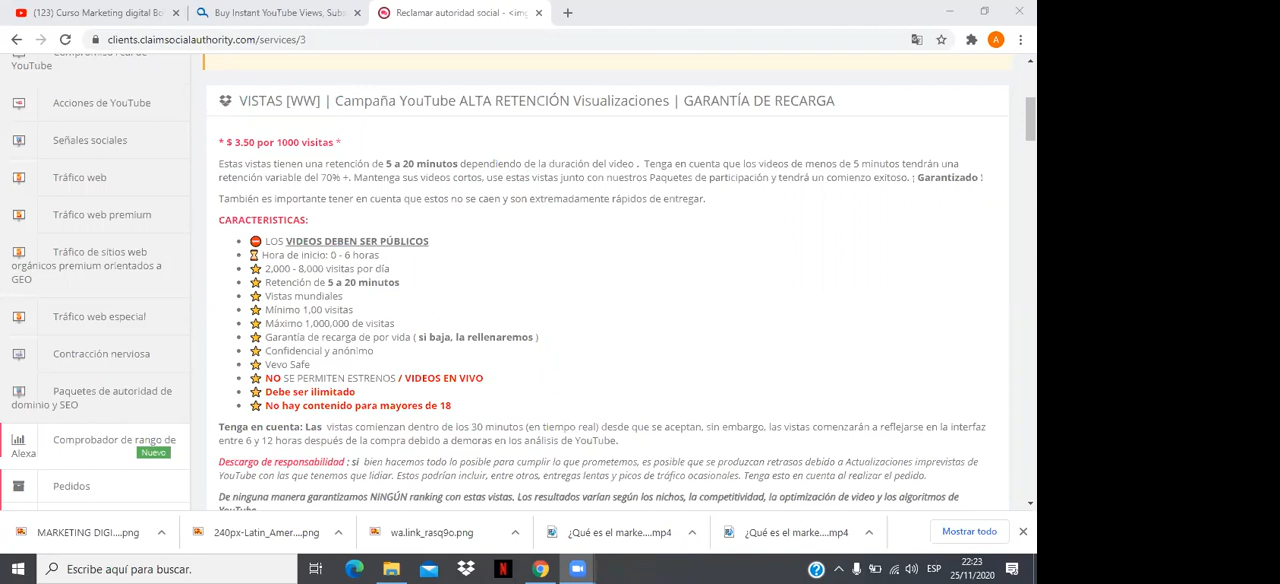 (123) Curso Marketing digital Bo
Buy Instant YouTube Views, Subs
Reclamar autoridad social - <img
clients.claimsocialauthority.com/services/3
A
YouTube
Acciones de YouTube
Señales sociales
Tráfico web
Tráfico web premium
Tráfico de sitios web
orgánicos premium orientados a
GEO
Tráfico web especial
Contracción nerviosa
Paquetes de autoridad de
dominio y SEO
Comprobador de rango de
Alexa
Nuevo
Pedidos
VISTAS [WW] | Campaña YouTube ALTA RETENCIÓN Visualizaciones | GARANTÍA DE RECARGA
* $ 3.50 por 1000 visitas *
Estas vistas tienen una retención de 5 a 20 minutos dependiendo de la duración del video . Tenga en cuenta que los videos de menos de 5 minutos tendrán una
retención variable del 70% +. Mantenga sus videos cortos, use estas vistas junto con nuestros Paquetes de participación y tendrá un comienzo exitoso. ¡ Garantizado !
También es importante tener en cuenta que estos no se caen y son extremadamente rápidos de entregar.
CARACTERISTICAS:
LOS VIDEOS DEBEN SER PÚBLICOS
Hora de inicio: 0 - 6 horas
2,000 - 8,000 visitas por día
Retención de 5 a 20 minutos
Vistas mundiales
Mínimo 1,00 visitas
Máximo 1,000,000 de visitas
Garantía de recarga de por vida ( si baja, la rellenaremos )
Confidencial y anónimo
Vevo Safe
NO SE PERMITEN ESTRENOS / VIDEOS EN VIVO
Debe ser ilimitado
No hay contenido para mayores de 18
Tenga en cuenta: Las vistas comienzan dentro de los 30 minutos (en tiempo real) desde que se aceptan, sin embargo, las vistas comenzarán a reflejarse en la interfaz
entre 6 y 12 horas después de la compra debido a demoras en los análisis de YouTube.
Descargo de responsabilidad : si bien hacemos todo lo posible para cumplir lo que prometemos, es posible que se produzcan retrasos debido a Actualizaciones imprevistas de
YouTube con las que tenemos que lidiar. Estos podrían incluir, entre otros, entregas lentas y picos de tráfico ocasionales. Tenga esto en cuenta al realizar el pedido.
De ninguna manera garantizamos NINGÚN ranking con estas vistas. Los resultados varían según los nichos, la competitividad, la optimización de video y los algoritmos de
YouTube.
MARKETING DIGI....png
240px-Latin_Amer....png
wa.link_rasq9o.png
¿Qué es el marke....mp4
¿Qué es el marke....mp4
Mostrar todo
Escribe aquí para buscar.
N
ESP
22:23
25/11/2020